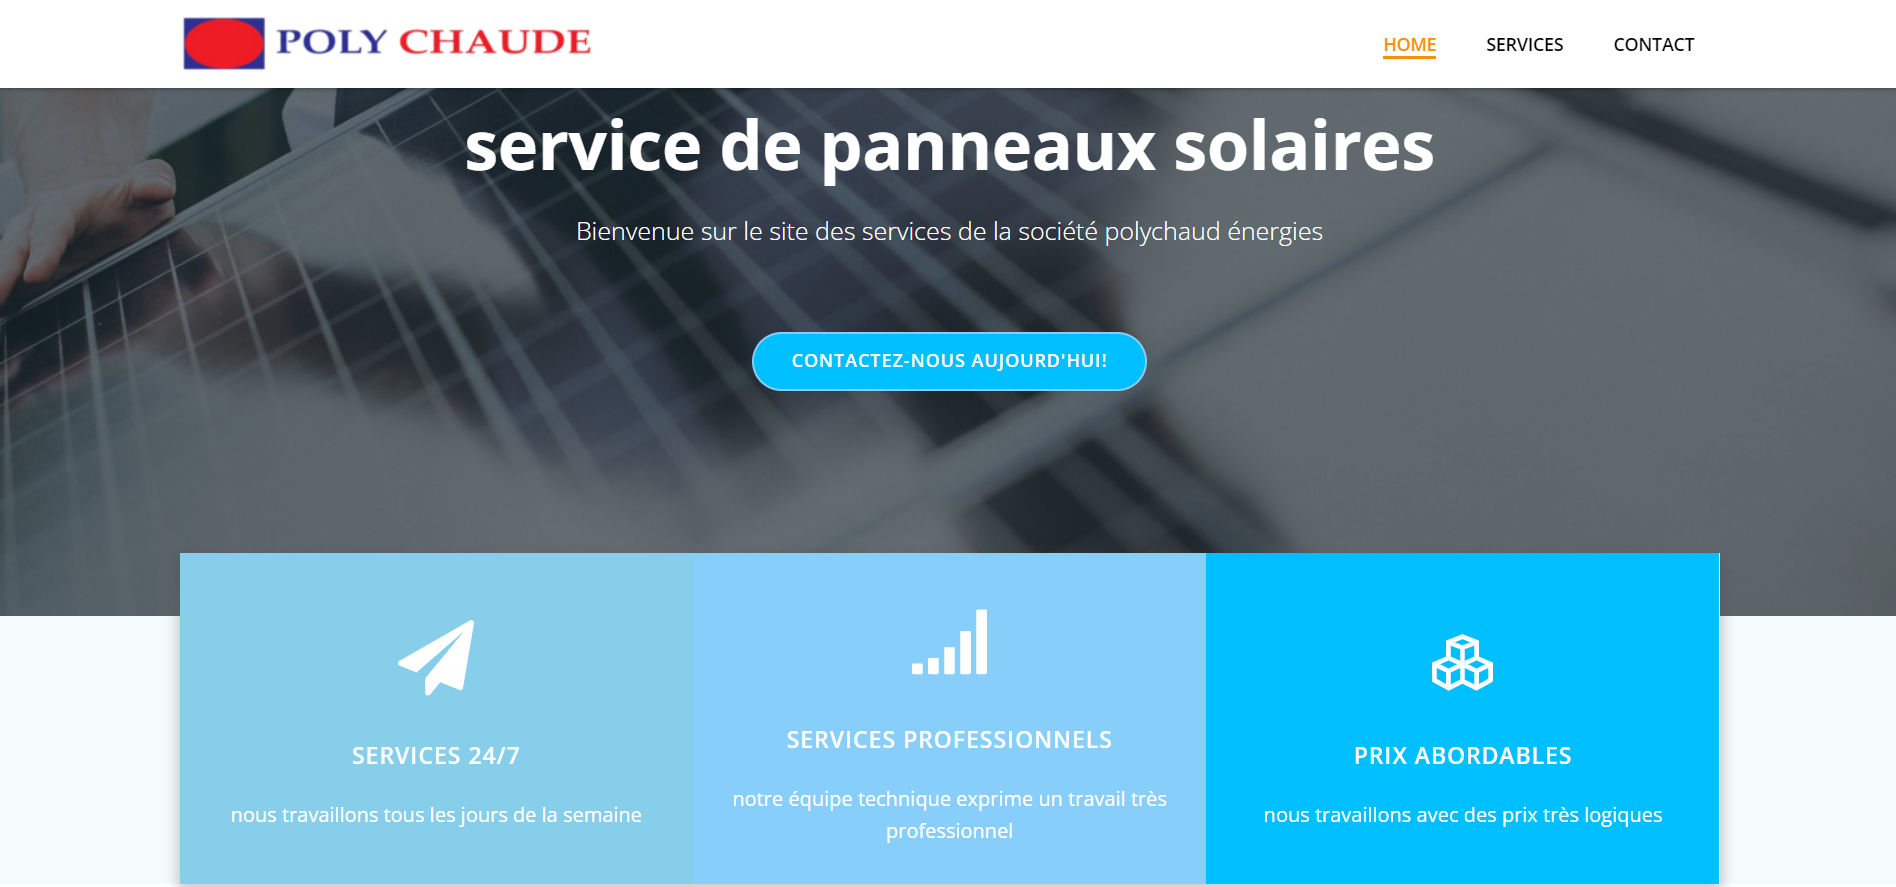 POLY CHAUDE
HOME SERVICES CONTACT
service de panneaux solaires
Bienvenue sur le site des services de la société polychaud énergies
CONTACTEZ-NOUS AUJOURD'HUI!
SERVICES 24/7
nous travaillons tous les jours de la semaine
SERVICES PROFESSIONNELS
notre équipe technique exprime un travail très
professionnel
PRIX ABORDABLES
nous travaillons avec des prix très logiques